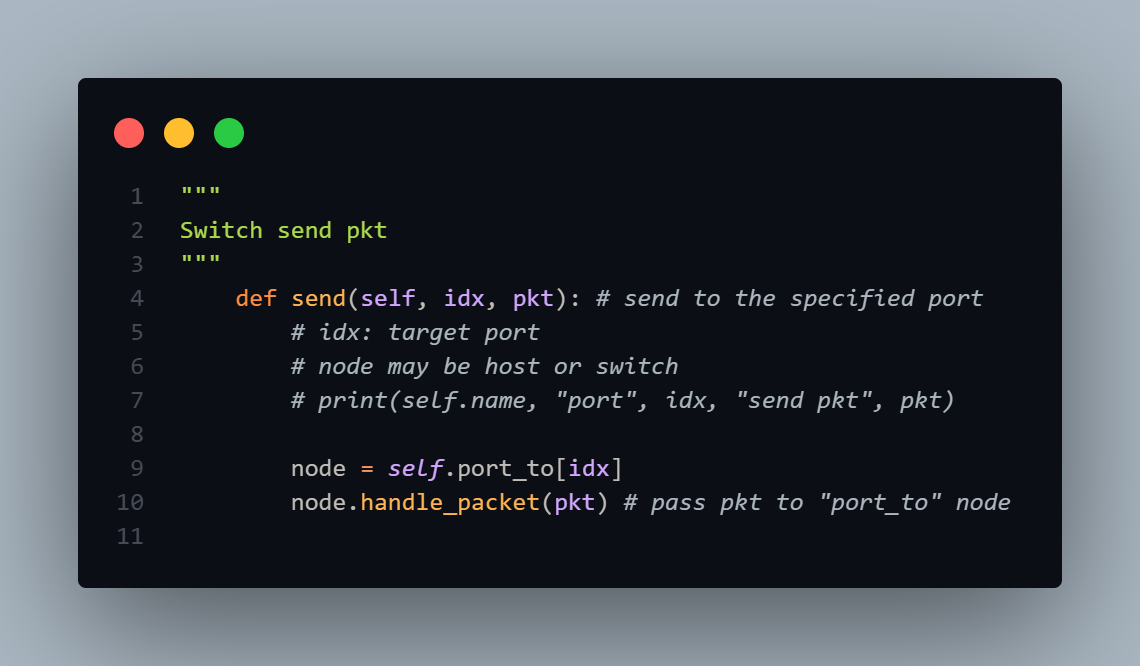 1 """
2 Switch send pkt
3 """
4     def send(self, idx, pkt): # send to the specified port
5         # idx: target port
6         # node may be host or switch
7         # print(self.name, "port", idx, "send pkt", pkt)
8
9         node = self.port_to[idx]
10         node.handle_packet(pkt) # pass pkt to "port_to" node
11